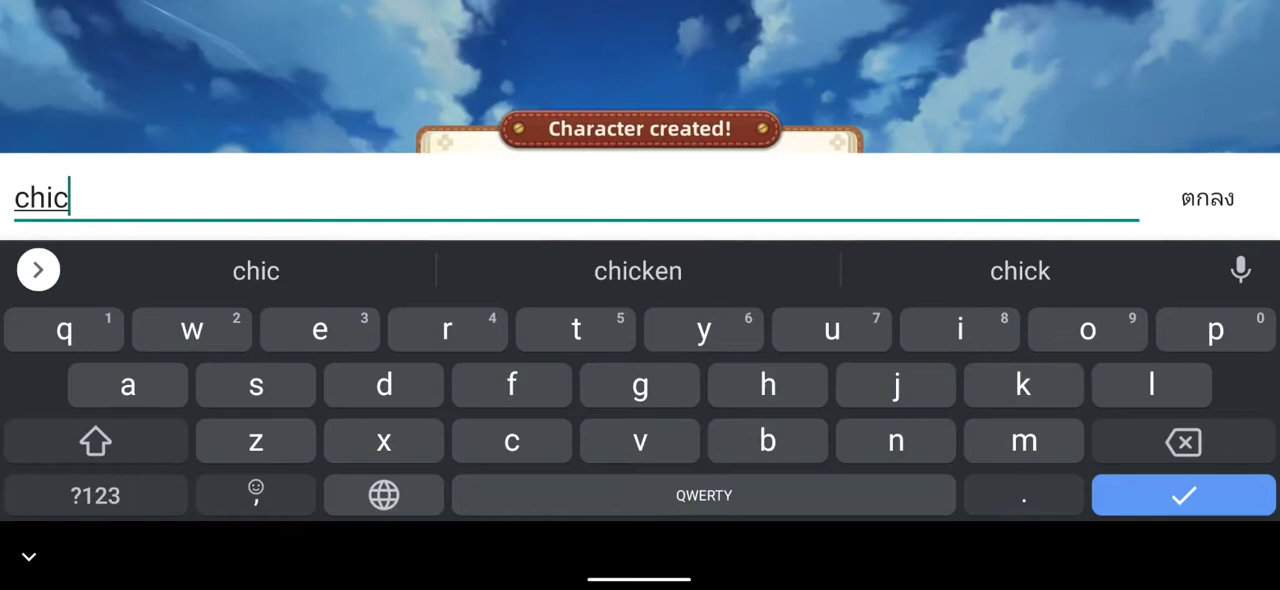 Character created!
chic
ตกลง
chic chicken chick
q 1 w 2 e 3 r 4 t 5 y 6 u 7 i 8 o 9 p 0
a s d f g h j k l
z x c v b n m
?123 , QWERTY .